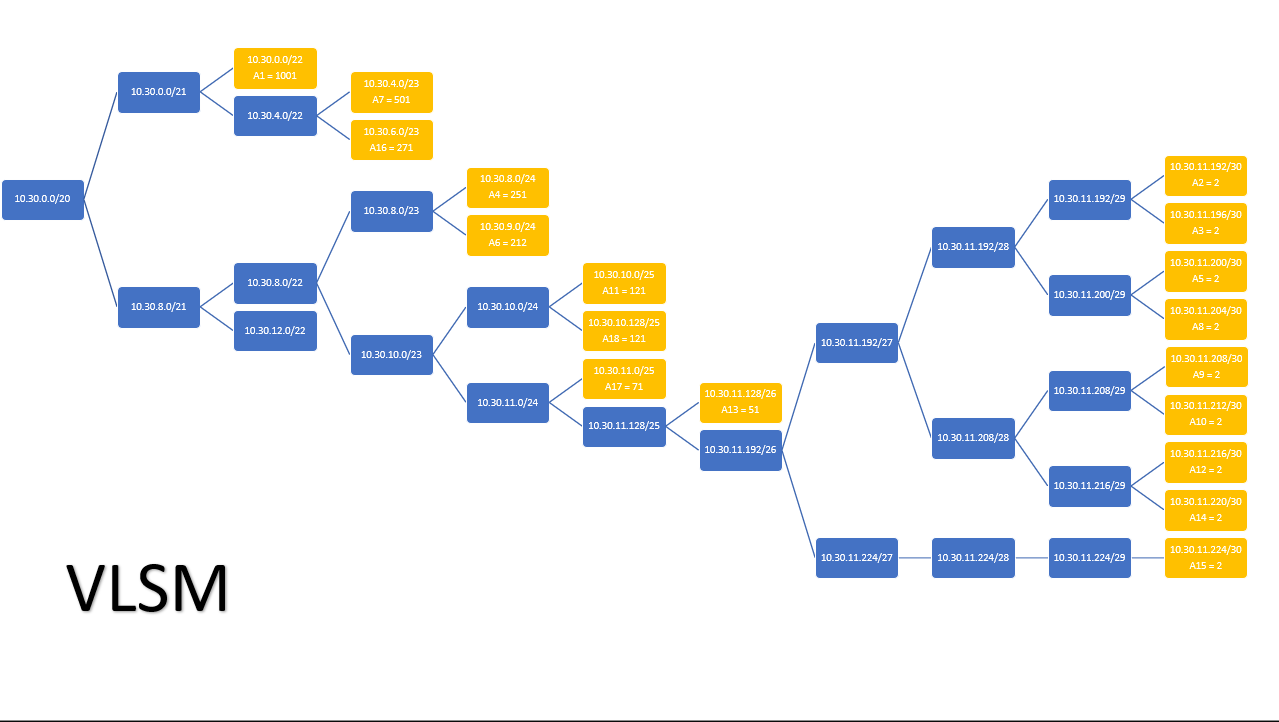 10.30.0.0/20
10.30.0.0/21
10.30.0.0/22
A1 = 1001
10.30.4.0/22
10.30.4.0/23
A7 = 501
10.30.6.0/23
A16 = 271
10.30.8.0/21
10.30.8.0/22
10.30.8.0/23
10.30.8.0/24
A4 = 251
10.30.9.0/24
A6 = 212
10.30.10.0/23
10.30.10.0/24
10.30.10.0/25
A11 = 121
10.30.10.128/25
A18 = 121
10.30.11.0/24
10.30.11.0/25
A17 = 71
10.30.11.128/25
10.30.11.128/26
A13 = 51
10.30.11.192/26
10.30.11.192/27
10.30.11.192/28
10.30.11.192/29
10.30.11.192/30
A2 = 2
10.30.11.196/30
A3 = 2
10.30.11.200/29
10.30.11.200/30
A5 = 2
10.30.11.204/30
A8 = 2
10.30.11.208/28
10.30.11.208/29
10.30.11.208/30
A9 = 2
10.30.11.212/30
A10 = 2
10.30.11.216/29
10.30.11.216/30
A12 = 2
10.30.11.220/30
A14 = 2
10.30.11.224/27
10.30.11.224/28
10.30.11.224/29
10.30.11.224/30
A15 = 2
10.30.12.0/22
VLSM